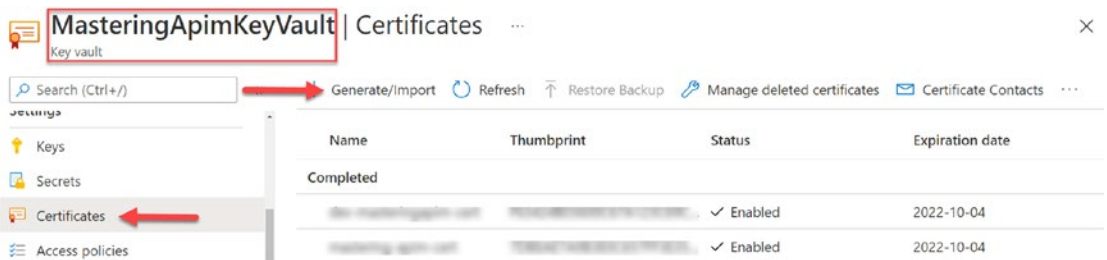 MasteringApimKeyVault | Certificates ...
Key vault
Search (Ctrl+/)
Generate/Import Refresh Restore Backup Manage deleted certificates Certificate Contacts ...
Settings
Keys
Secrets
Certificates
Access policies
Name Thumbprint Status Expiration date
Completed
Enabled 2022-10-04
Enabled 2022-10-04